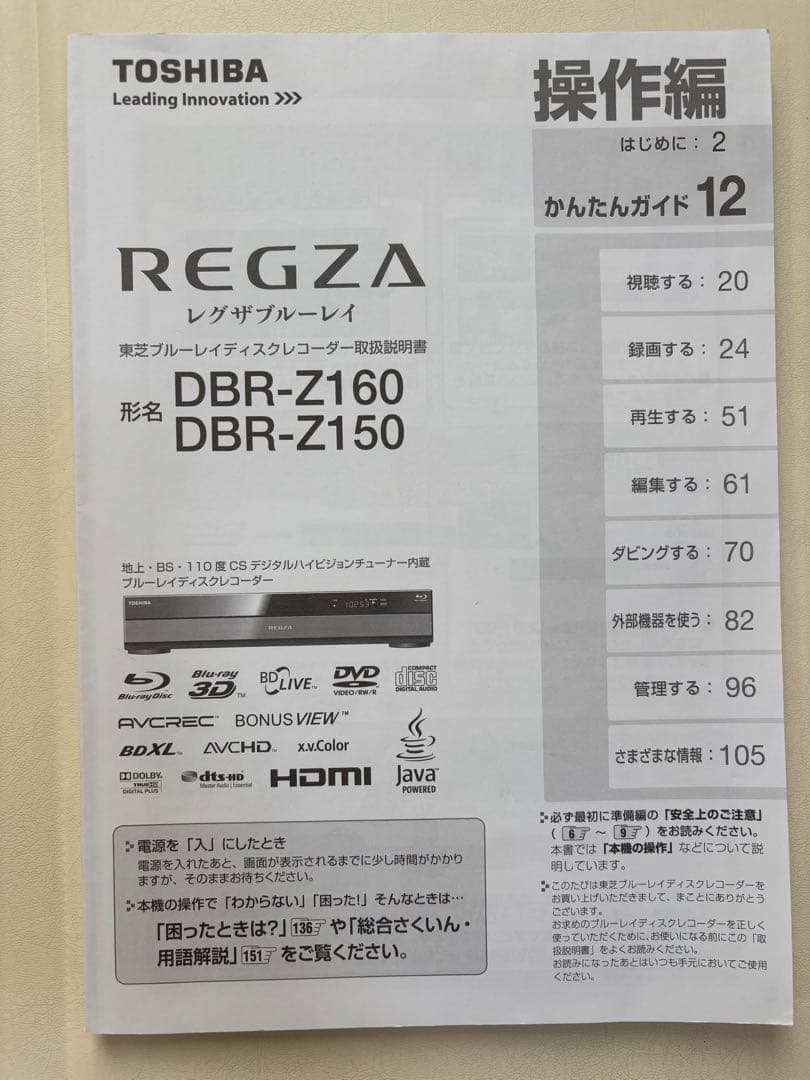 TOSHIBA
Leading Innovation >>>
操作編
はじめに： 2
かんたんガイド 12
REGZA
レグザブルーレイ
東芝ブルーレイディスクレコーダー取扱説明書
形名 DBR-Z160
DBR-Z150
視聴する： 20
録画する： 24
再生する： 51
編集する： 61
ダビングする： 70
外部機器を使う： 82
管理する： 96
さまざまな情報： 105
地上・BS・110度CSデジタルハイビジョンチューナー内蔵
ブルーレイディスクレコーダー
TOSHIBA
REGZA
Blu-ray Disc
Blu-ray 3D™
BD LIVE™
DVD VIDEO/RW/R
COMPACT disc DIGITAL AUDIO
AVCREC™ BONUSVIEW™
BDXL™ AVCHD™ x.v.Color
DOLBY TRUEHD DIGITAL PLUS
dts-HD Master Audio | Essential
HDMI
Java POWERED
電源を「入」にしたとき
電源を入れたあと、画面が表示されるまでに少し時間がかかり
ますが、そのままお待ちください。
本機の操作で「わからない」「困った!」そんなときは…
「困ったときは?」136 や「総合さくいん・
用語解説」151 をご覧ください。
必ず最初に準備編の「安全上のご注意」
（ 6 ～ 9 ）をお読みください。
本書では「本機の操作」などについて説
明しています。
このたびは東芝ブルーレイディスクレコーダーを
お買い上げいただきまして、まことにありがとう
ございます。
お求めのブルーレイディスクレコーダーを正しく
使っていただくために、お使いになる前にこの「取
扱説明書」をよくお読みください。
お読みになったあとはいつも手元においてご使用
ください。